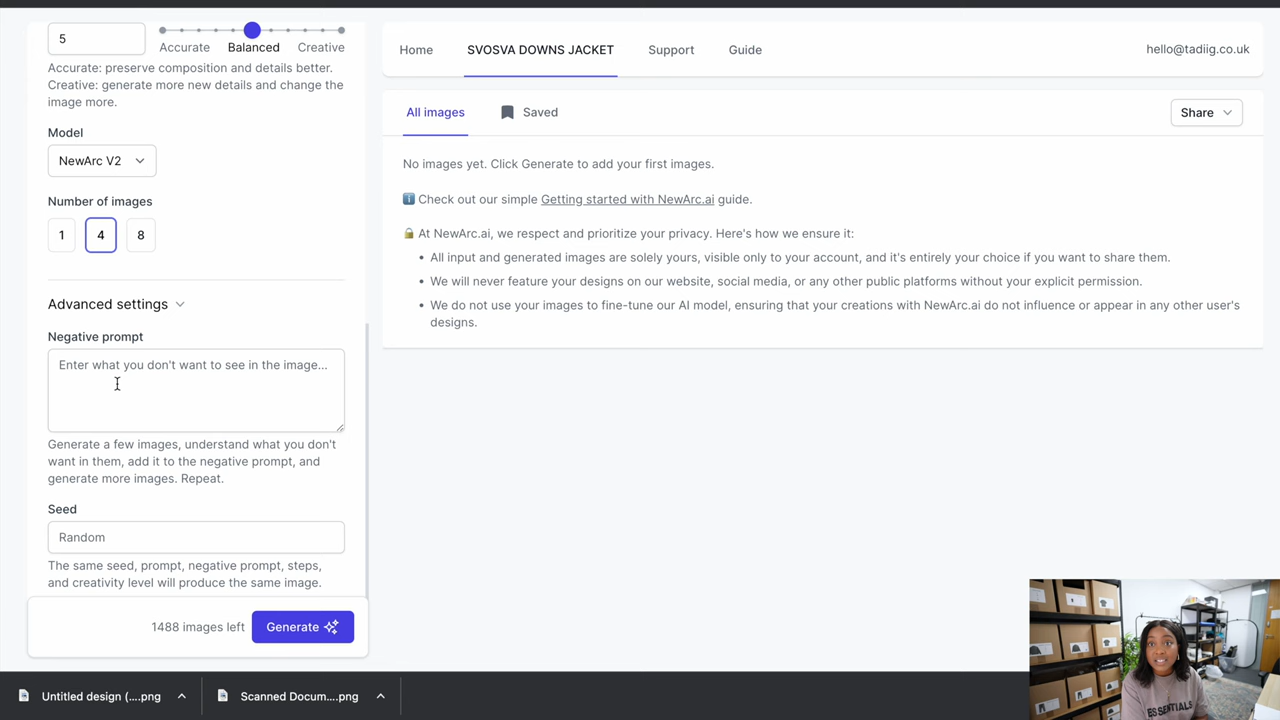 5
Accurate
Balanced
Creative
Accurate: preserve composition and details better.
Creative: generate more new details and change the
image more.
Model
NewArc V2
Number of images
1
4
8
Advanced settings
Negative prompt
Enter what you don't want to see in the image...
Generate a few images, understand what you don't
want in them, add it to the negative prompt, and
generate more images. Repeat.
Seed
Random
The same seed, prompt, negative prompt, steps,
and creativity level will produce the same image.
1488 images left
Generate
Home
SVOSVA DOWNS JACKET
Support
Guide
hello@tadiig.co.uk
All images
Saved
Share
No images yet. Click Generate to add your first images.
Check out our simple Getting started with NewArc.ai guide.
At NewArc.ai, we respect and prioritize your privacy. Here's how we ensure it:
• All input and generated images are solely yours, visible only to your account, and it's entirely your choice if you want to share them.
• We will never feature your designs on our website, social media, or any other public platforms without your explicit permission.
• We do not use your images to fine-tune our AI model, ensuring that your creations with NewArc.ai do not influence or appear in any other user's
designs.
Untitled design (....png
Scanned Docum....png
ESSENTIALS